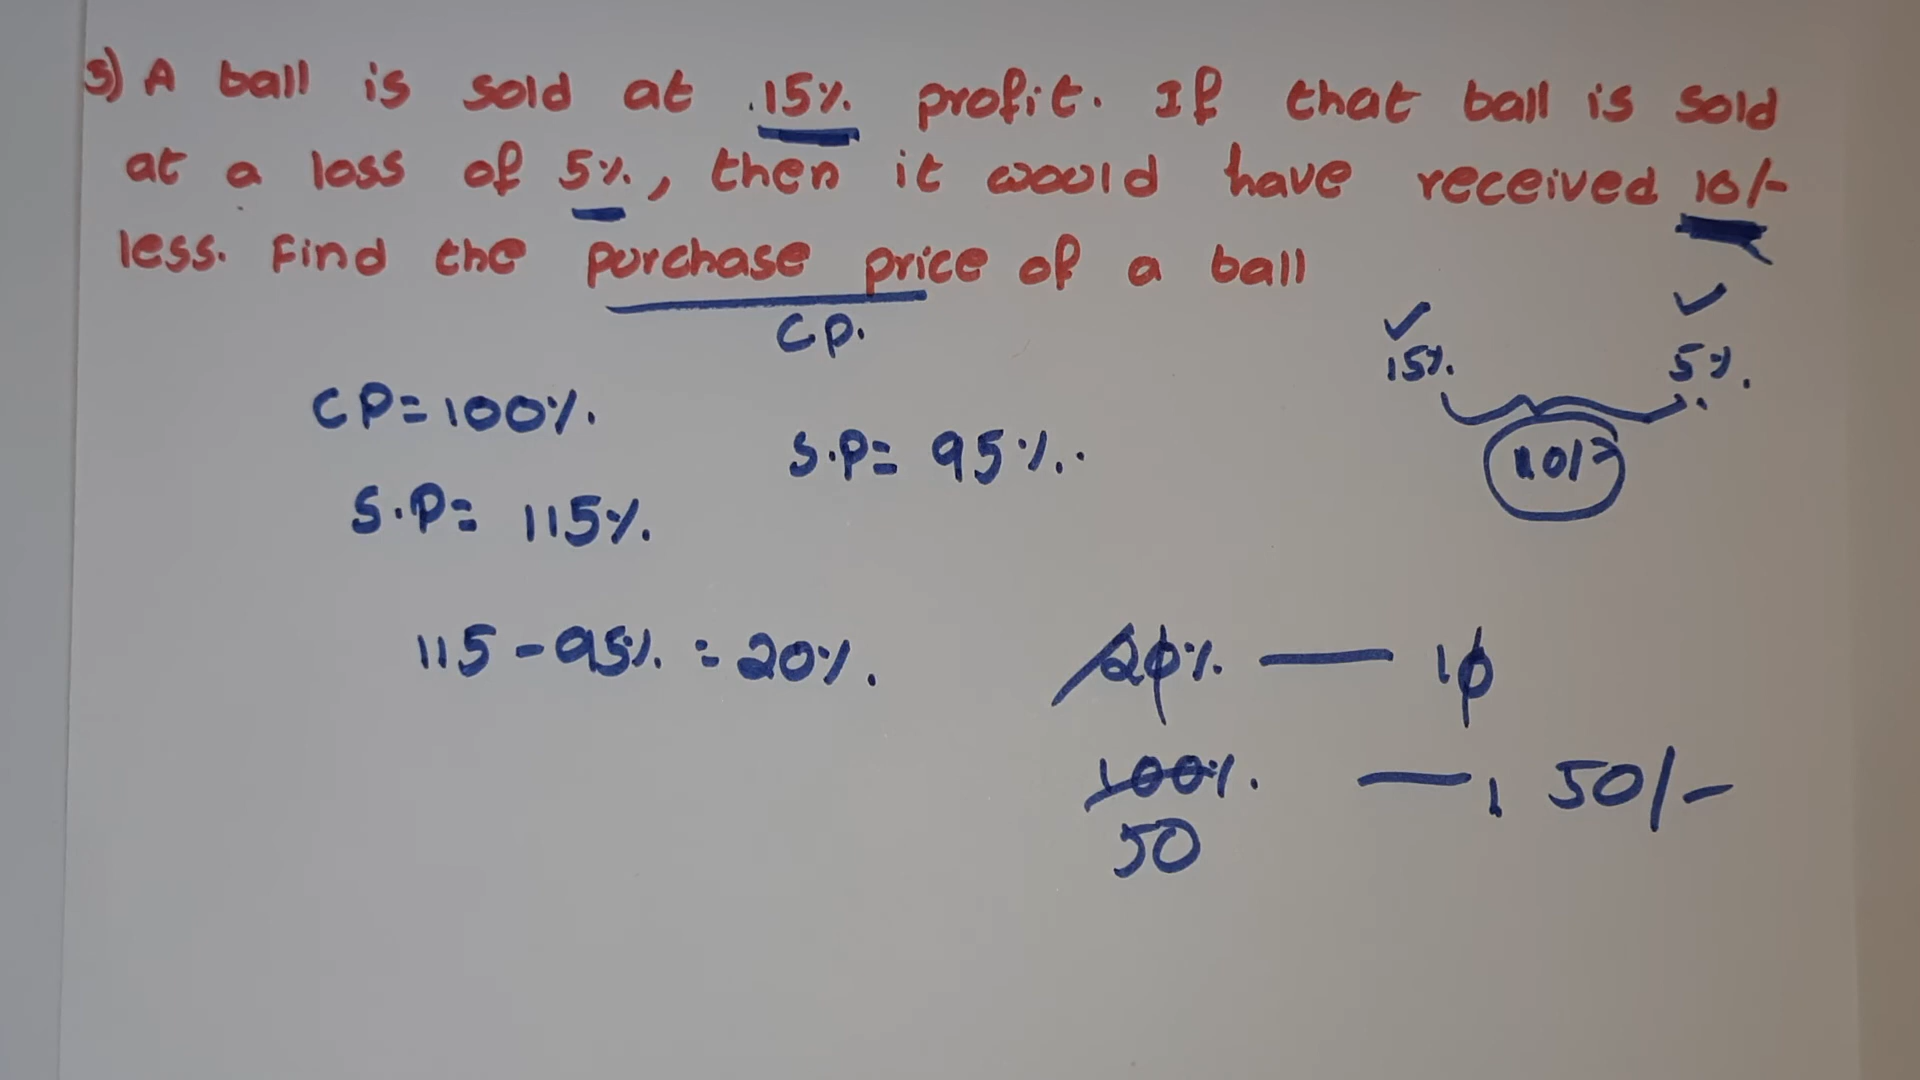 5) A ball is sold at 15% profit. If that ball is sold
at a loss of 5%, then it would have received 10/-
less. Find the purchase price of a ball
CP.
15% 5%
10/-
CP=100%
S.P= 95%
S.P= 115%
115-95% = 20%
20% — 10
100% — 50/-
50